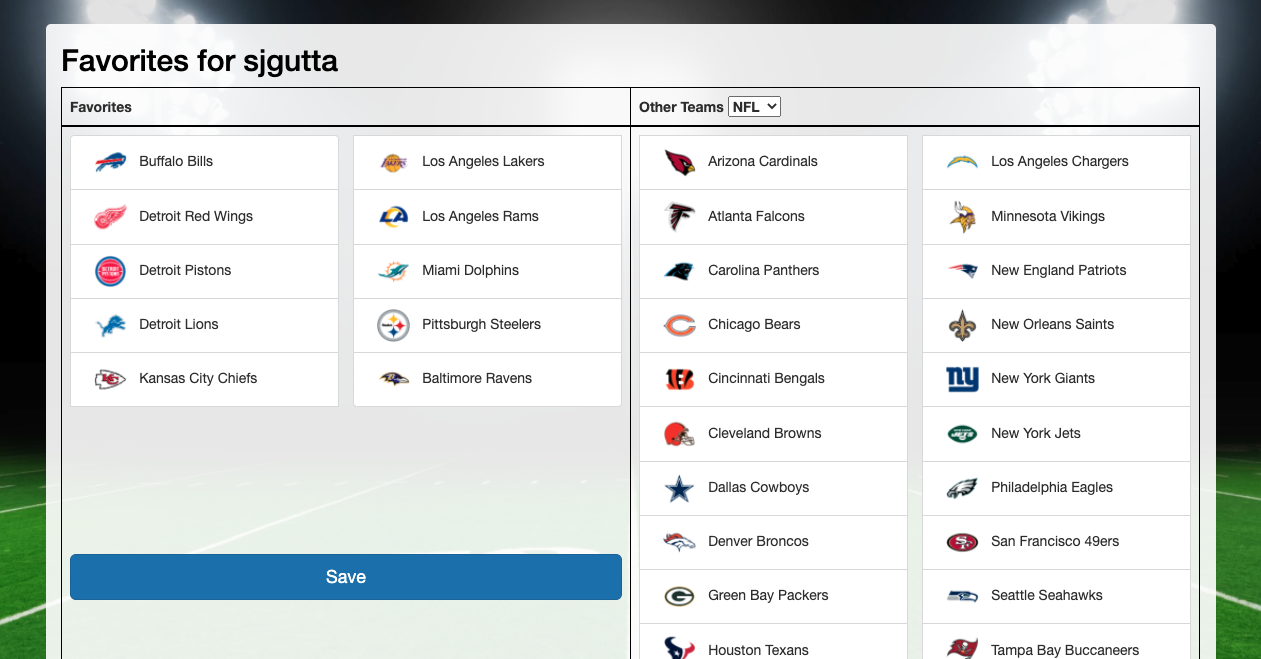 Favorites for sjgutta
Favorites
Buffalo Bills
Detroit Red Wings
Detroit Pistons
Detroit Lions
Kansas City Chiefs
Los Angeles Lakers
Los Angeles Rams
Miami Dolphins
Pittsburgh Steelers
Baltimore Ravens
Save
Other Teams NFL
Arizona Cardinals
Atlanta Falcons
Carolina Panthers
Chicago Bears
Cincinnati Bengals
Cleveland Browns
Dallas Cowboys
Denver Broncos
Green Bay Packers
Houston Texans
Los Angeles Chargers
Minnesota Vikings
New England Patriots
New Orleans Saints
New York Giants
New York Jets
Philadelphia Eagles
San Francisco 49ers
Seattle Seahawks
Tampa Bay Buccaneers